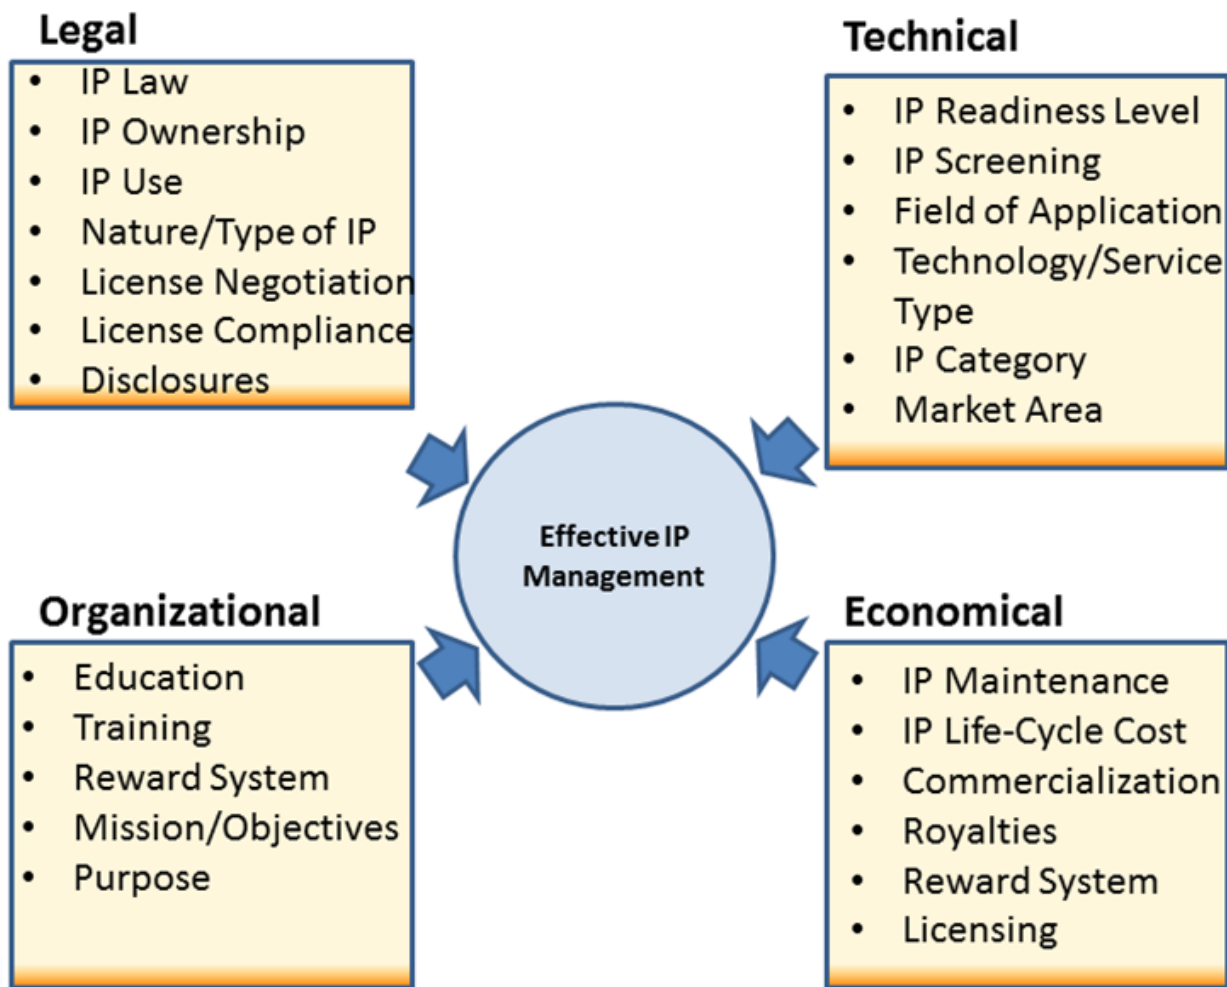 Legal
• IP Law
• IP Ownership
• IP Use
• Nature/Type of IP
• License Negotiation
• License Compliance
• Disclosures
Technical
• IP Readiness Level
• IP Screening
• Field of Application
• Technology/Service
Type
• IP Category
• Market Area
Effective IP
Management
Organizational
• Education
• Training
• Reward System
• Mission/Objectives
• Purpose
Economical
• IP Maintenance
• IP Life-Cycle Cost
• Commercialization
• Royalties
• Reward System
• Licensing